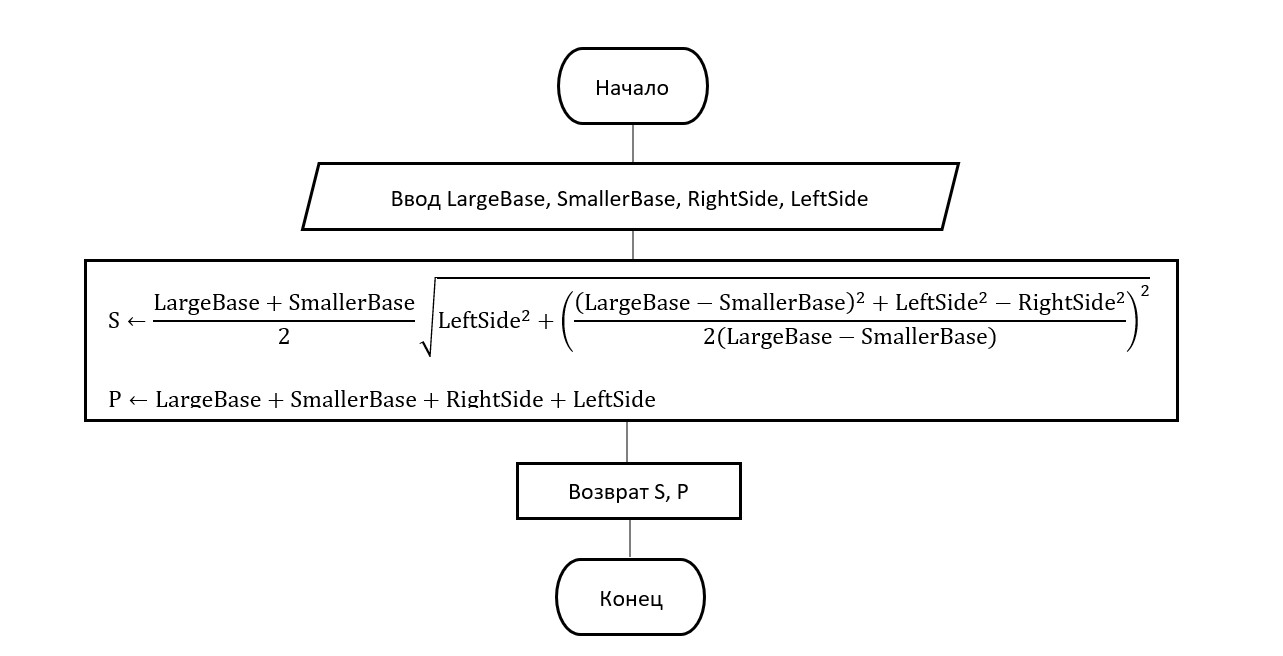 Начало
Ввод LargeBase, SmallerBase, RightSide, LeftSide
S ← (LargeBase + SmallerBase)/2 √(LeftSide² + (((LargeBase − SmallerBase)² + LeftSide² − RightSide²)/(2(LargeBase − SmallerBase)))²)
P ← LargeBase + SmallerBase + RightSide + LeftSide
Возврат S, P
Конец